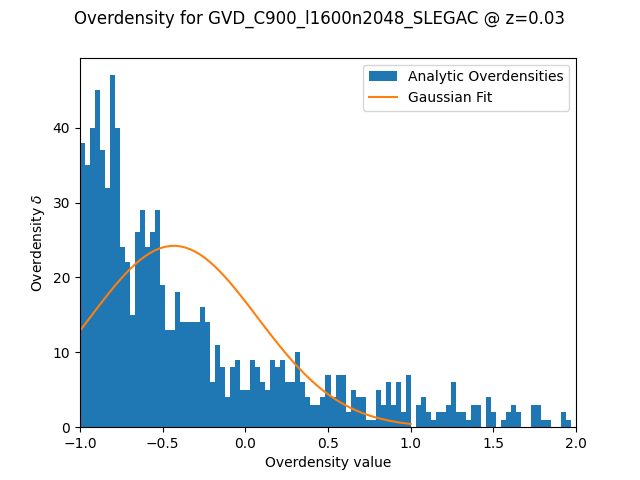 Overdensity for GVD_C900_l1600n2048_SLEGAC @ z=0.03
Analytic Overdensities
Gaussian Fit
Overdensity δ
40
30
20
10
0
−1.0 −0.5 0.0 0.5 1.0 1.5 2.0
Overdensity value